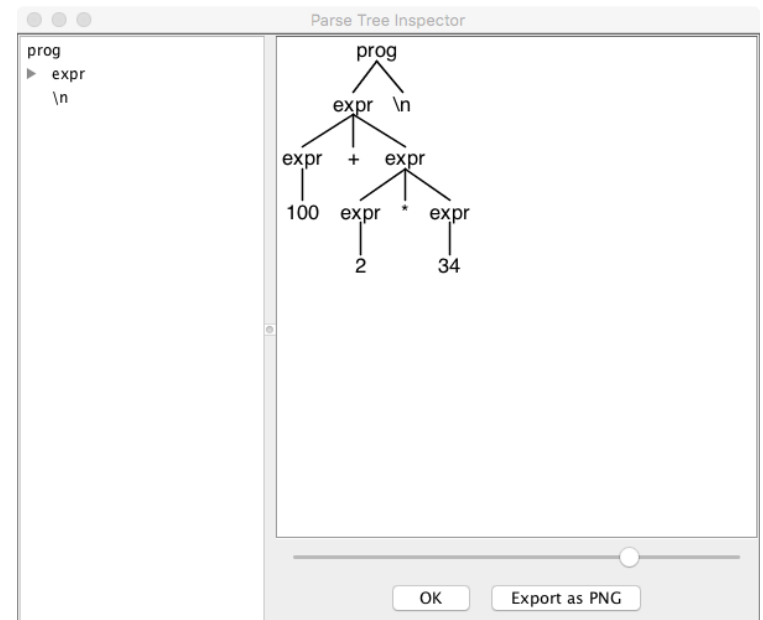 Parse Tree Inspector
prog
expr
\n
prog
expr \n
expr + expr
100 expr * expr
2 34
OK Export as PNG